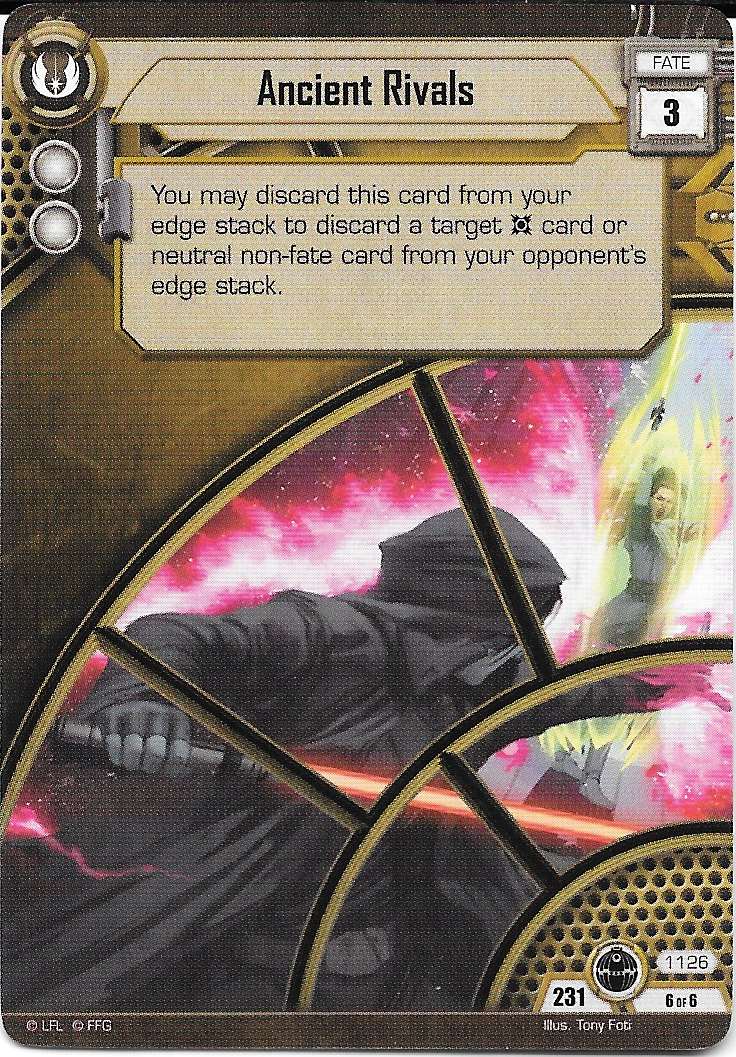 Ancient Rivals
FATE
3
You may discard this card from your
edge stack to discard a target card or
neutral non-fate card from your opponent's
edge stack.
1126
231
6 OF 6
© LFL © FFG
Illus. Tony Foti